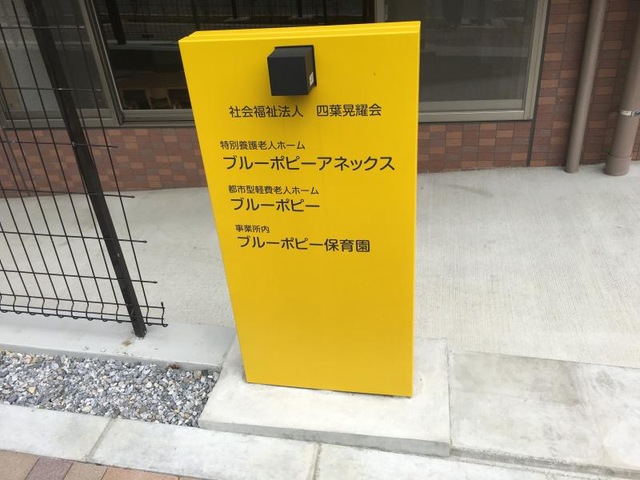 社会福祉法人　四葉晃耀会
特別養護老人ホーム
ブルーポピーアネックス
都市型軽費老人ホーム
ブルーポピー
事業所内
ブルーポピー保育園